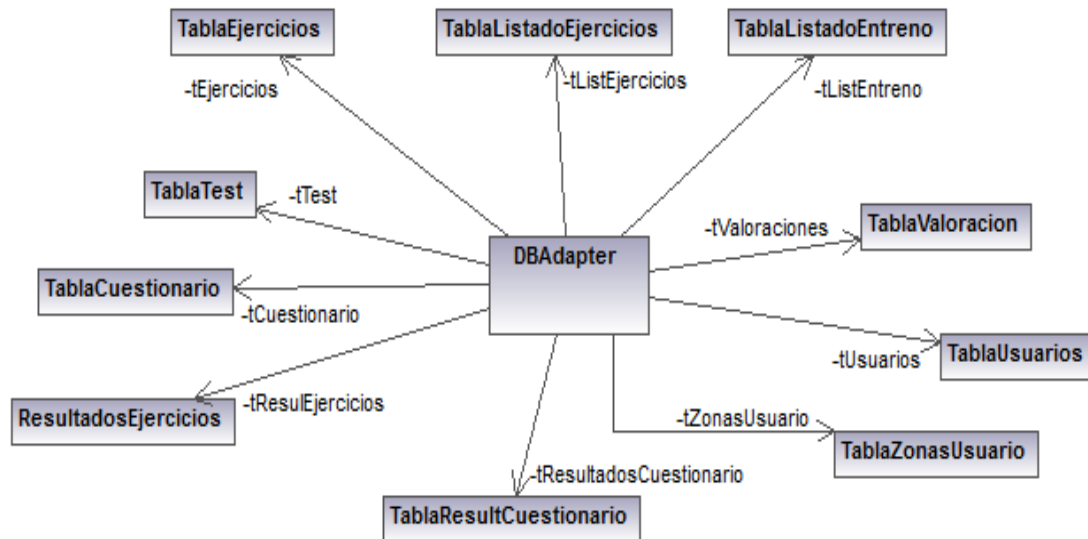 TablaEjercicios
TablaListadoEjercicios
TablaListadoEntreno
-tEjercicios
-tListEjercicios
-tListEntreno
TablaTest
-tTest
-tValoraciones
TablaValoracion
DBAdapter
TablaCuestionario
-tCuestionario
-tUsuarios
TablaUsuarios
ResultadosEjercicios
-tResulEjercicios
-tZonasUsuario
TablaZonasUsuario
-tResultadosCuestionario
TablaResultCuestionario